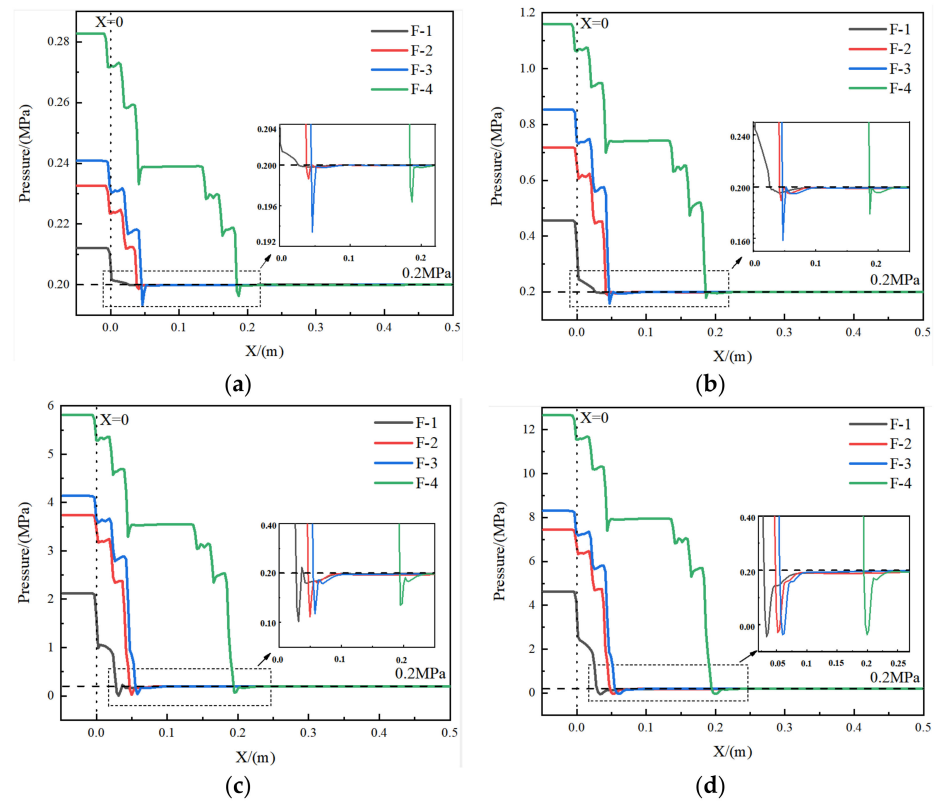 X=0
F-1
F-2
F-3
F-4
0.28
0.26
0.24
0.22
0.20
Pressure/(MPa)
0.204
0.200
0.196
0.192
0.0 0.1 0.2
0.2MPa
0.0 0.1 0.2 0.3 0.4 0.5
X/(m)
(a)
X=0
F-1
F-2
F-3
F-4
1.2
1.0
0.8
0.6
0.4
0.2
Pressure/(MPa)
0.240
0.200
0.160
0.0 0.1 0.2
0.2MPa
0.0 0.1 0.2 0.3 0.4 0.5
X/(m)
(b)
X=0
F-1
F-2
F-3
F-4
6
5
4
3
2
1
0
Pressure/(MPa)
0.40
0.20
0.10
0.0 0.1 0.2
0.2MPa
0.0 0.1 0.2 0.3 0.4 0.5
X/(m)
(c)
X=0
F-1
F-2
F-3
F-4
12
10
8
6
4
2
0
Pressure/(MPa)
0.40
0.20
0.00
0.05 0.10 0.15 0.20 0.25
0.2MPa
0.0 0.1 0.2 0.3 0.4 0.5
X/(m)
(d)